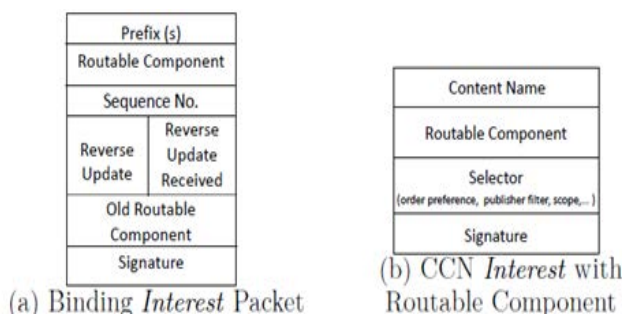 Prefix (s)
Routable Component
Sequence No.
Reverse
Update
Reverse
Update
Received
Old Routable
Component
Signature
(a) Binding Interest Packet
Content Name
Routable Component
Selector
(order preference, publisher filter, scope,... )
Signature
(b) CCN Interest with
Routable Component